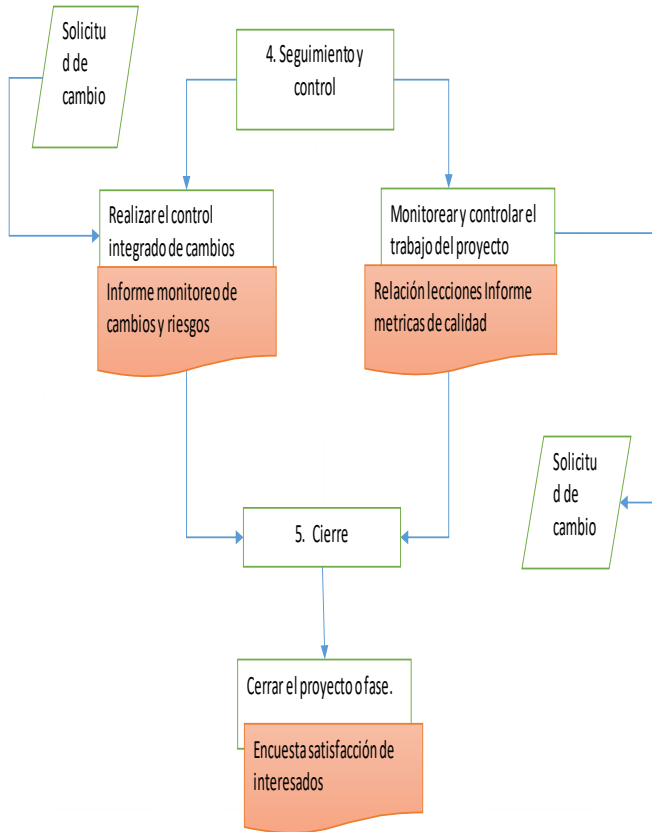 Solicitu
d de
cambio
4. Seguimiento y
control
Realizar el control
integrado de cambios
Informe monitoreo de
cambios y riesgos
Monitorear y controlar el
trabajo del proyecto
Relación lecciones Informe
metricas de calidad
Solicitu
d de
cambio
5. Cierre
Cerrar el proyecto o fase.
Encuesta satisfacción de
interesados